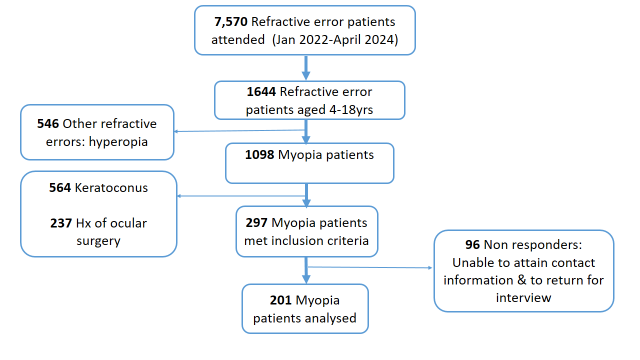 7,570 Refractive error patients
attended (Jan 2022-April 2024)
1644 Refractive error
patients aged 4-18yrs
546 Other refractive
errors: hyperopia
1098 Myopia patients
564 Keratoconus
237 Hx of ocular
surgery
297 Myopia patients
met inclusion criteria
96 Non responders:
Unable to attain contact
information & to return for
interview
201 Myopia
patients analysed